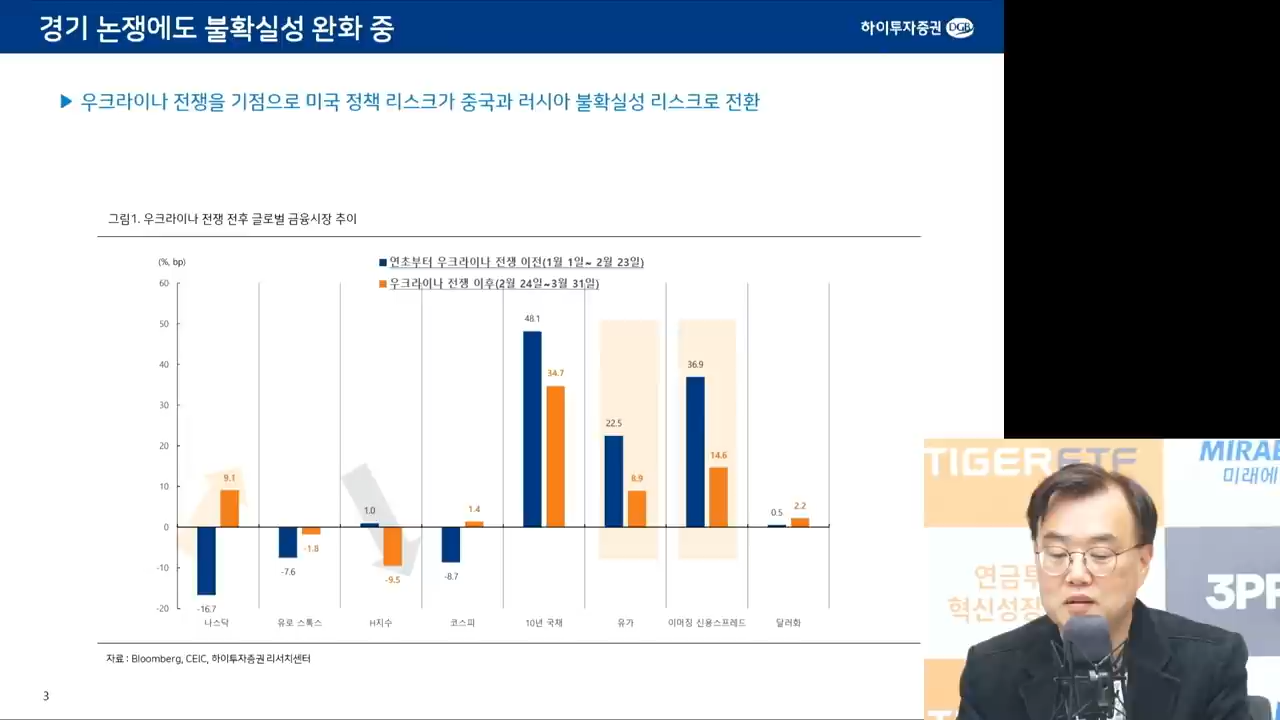 경기 논쟁에도 불확실성 완화 중
하이투자증권 DGB
▶ 우크라이나 전쟁을 기점으로 미국 정책 리스크가 중국과 러시아 불확실성 리스크로 전환
그림1. 우크라이나 전쟁 전후 글로벌 금융시장 추이
(%, bp)
연초부터 우크라이나 전쟁 이전(1월 1일~ 2월 23일)
우크라이나 전쟁 이후(2월 24일~3월 31일)
60
50
40
30
20
10
0
-10
-20
-16.7
9.1
-7.6
-1.8
1.0
-9.5
-8.7
1.4
48.1
34.7
22.5
8.9
36.9
14.6
0.5
2.2
나스닥
유로 스톡스
H지수
코스피
10년 국채
유가
이머징 신용스프레드
달러화
자료 : Bloomberg, CEIC, 하이투자증권 리서치센터
3
TIGER ETF
MIRAE
미래에
연금투
혁신성장
3PR